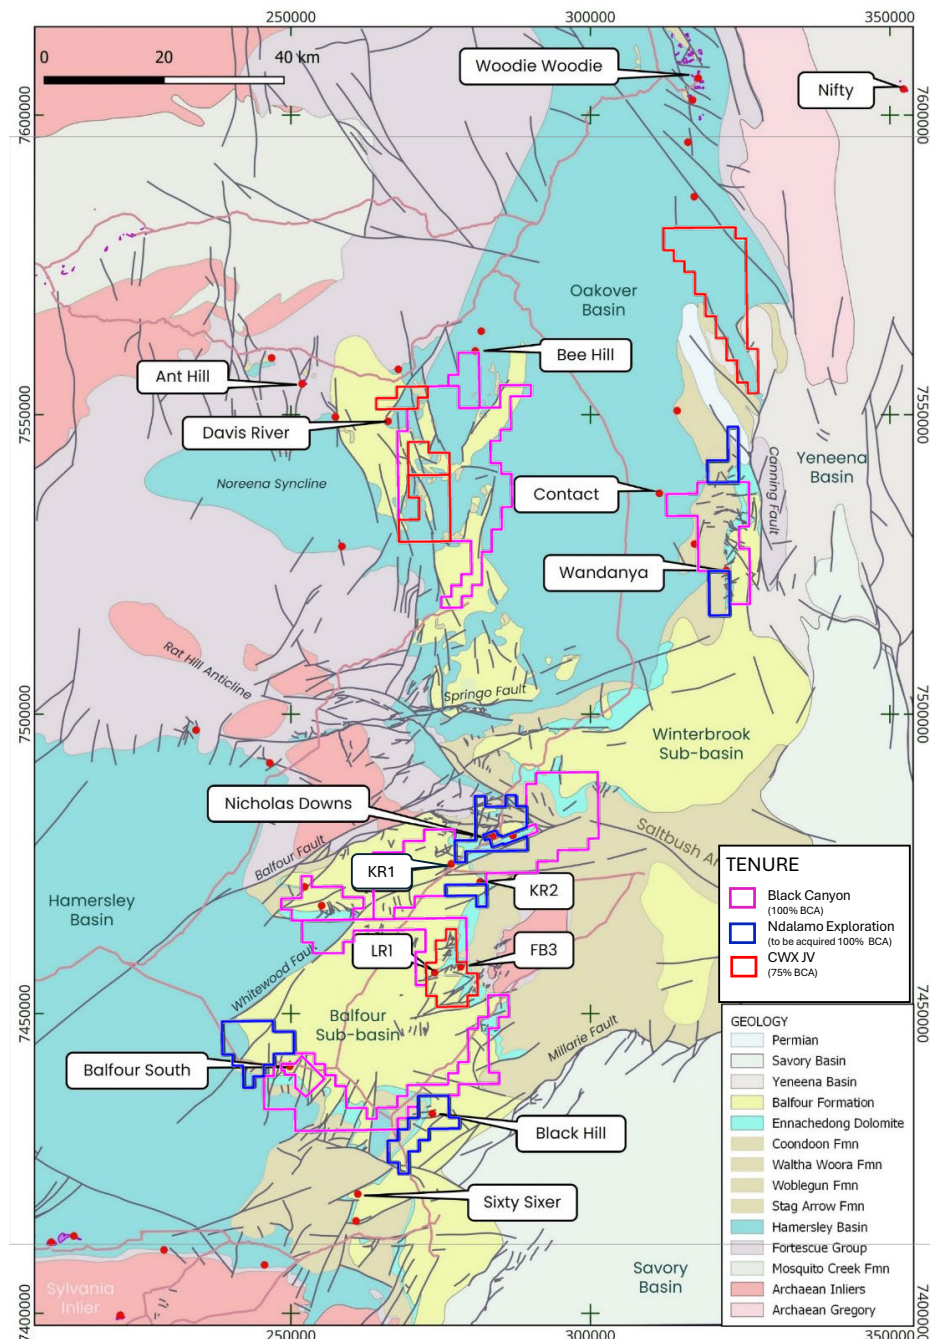 250000
300000
350000
0
20
40 km
Woodie Woodie
Nifty
7600000
7600000
Oakover
Basin
Bee Hill
Ant Hill
7550000
7550000
Davis River
Yeneena
Basin
Canning Fault
Noreena Syncline
Contact
Wandanya
Rat Hill Anticline
Springo Fault
7500000
7500000
Winterbrook
Sub-basin
Nicholas Downs
Saltbush A
Balfour Fault
KR1
KR2
Hamersley
Basin
LR1
FB3
Whitewood Fault
7450000
7450000
Balfour
Sub-basin
Millarie Fault
Balfour South
Black Hill
Sixty Sixer
Sylvania
Inlier
Savory
Basin
7400000
7400000
250000
300000
350000
TENURE
Black Canyon
(100% BCA)
Ndalamo Exploration
(to be acquired 100% BCA)
CWX JV
(75% BCA)
GEOLOGY
Permian
Savory Basin
Yeneena Basin
Balfour Formation
Ennachedong Dolomite
Coondoon Fmn
Waltha Woora Fmn
Woblegun Fmn
Stag Arrow Fmn
Hamersley Basin
Fortescue Group
Mosquito Creek Fmn
Archaean Inliers
Archaean Gregory